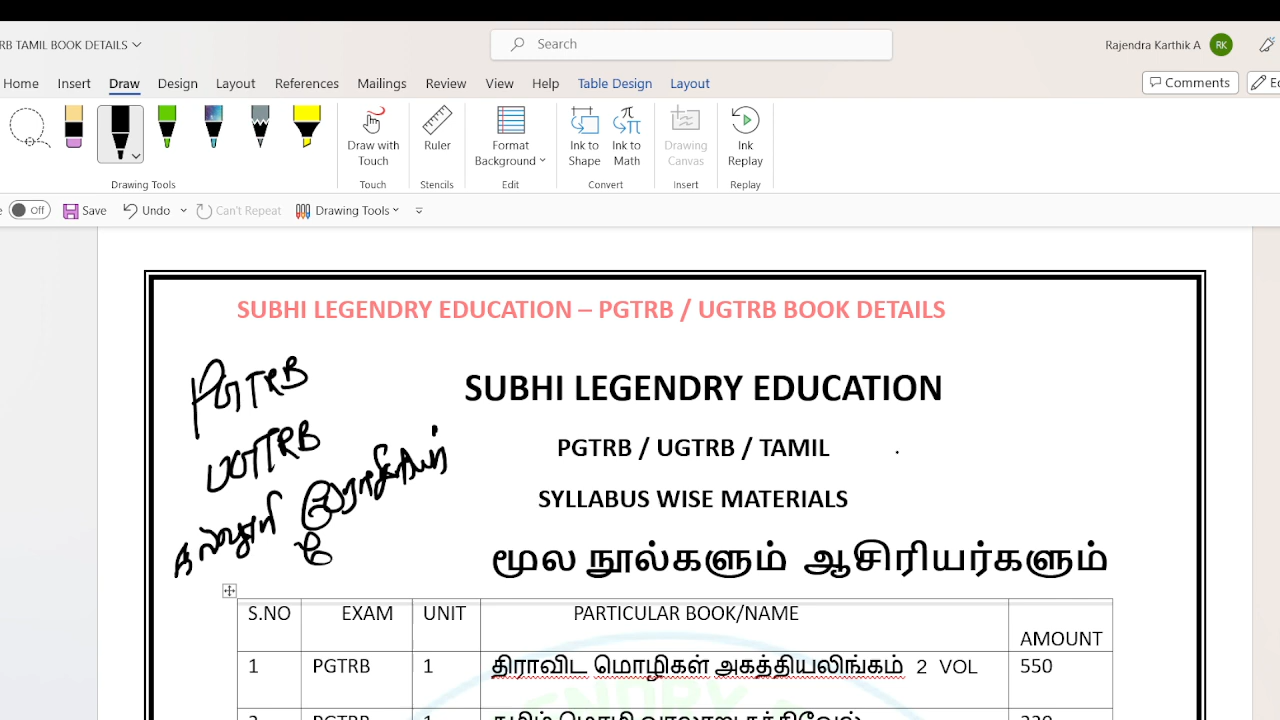 RB TAMIL BOOK DETAILS
Search
Rajendra Karthik A RK
Home Insert Draw Design Layout References Mailings Review View Help Table Design Layout
Comments
Draw with Touch Ruler Format Background Ink to Shape Ink to Math Drawing Canvas Ink Replay
Drawing Tools Touch Stencils Edit Convert Insert Replay
Off Save Undo Can't Repeat Drawing Tools
SUBHI LEGENDRY EDUCATION – PGTRB / UGTRB BOOK DETAILS
PGTRB
SUBHI LEGENDRY EDUCATION
UGTRB
PGTRB / UGTRB / TAMIL
SYLLABUS WISE MATERIALS
மூல நூல்களும் ஆசிரியர்களும்
S.NO EXAM UNIT PARTICULAR BOOK/NAME AMOUNT
1 PGTRB 1 திராவிட மொழிகள் அகத்தியலிங்கம் 2 VOL 550